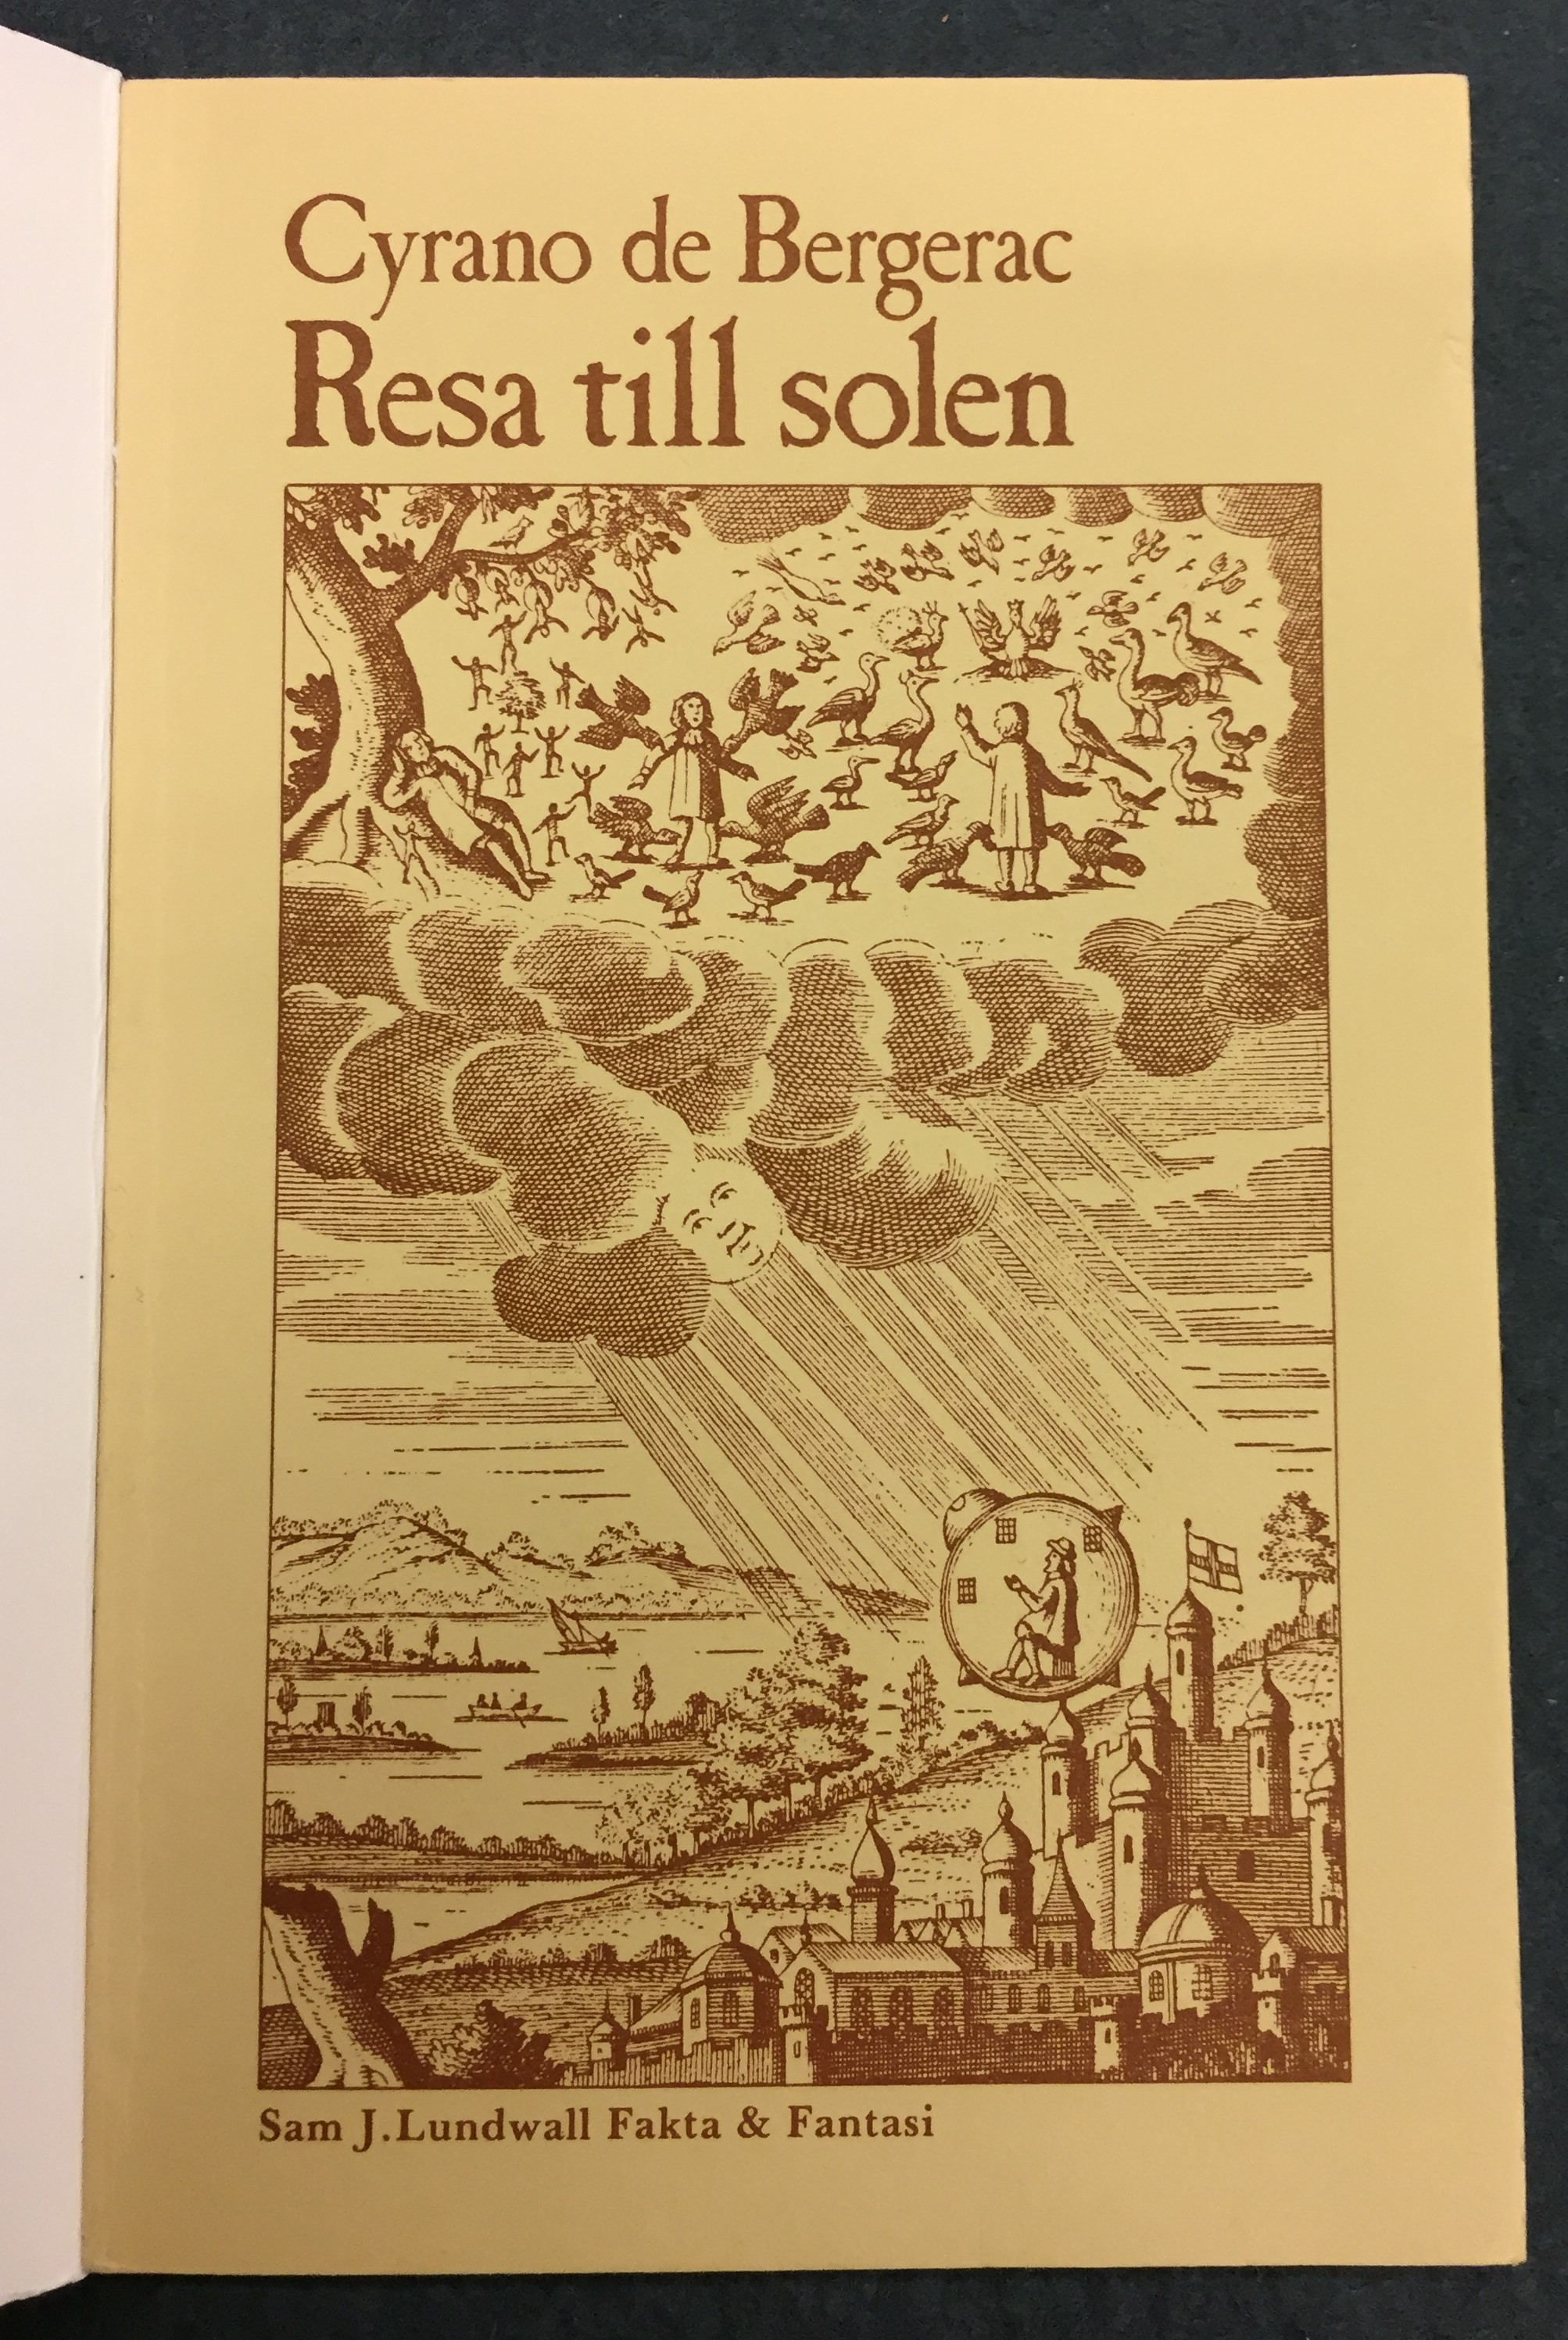 Cyrano de Bergerac
Resa till solen
Sam J.Lundwall Fakta & Fantasi